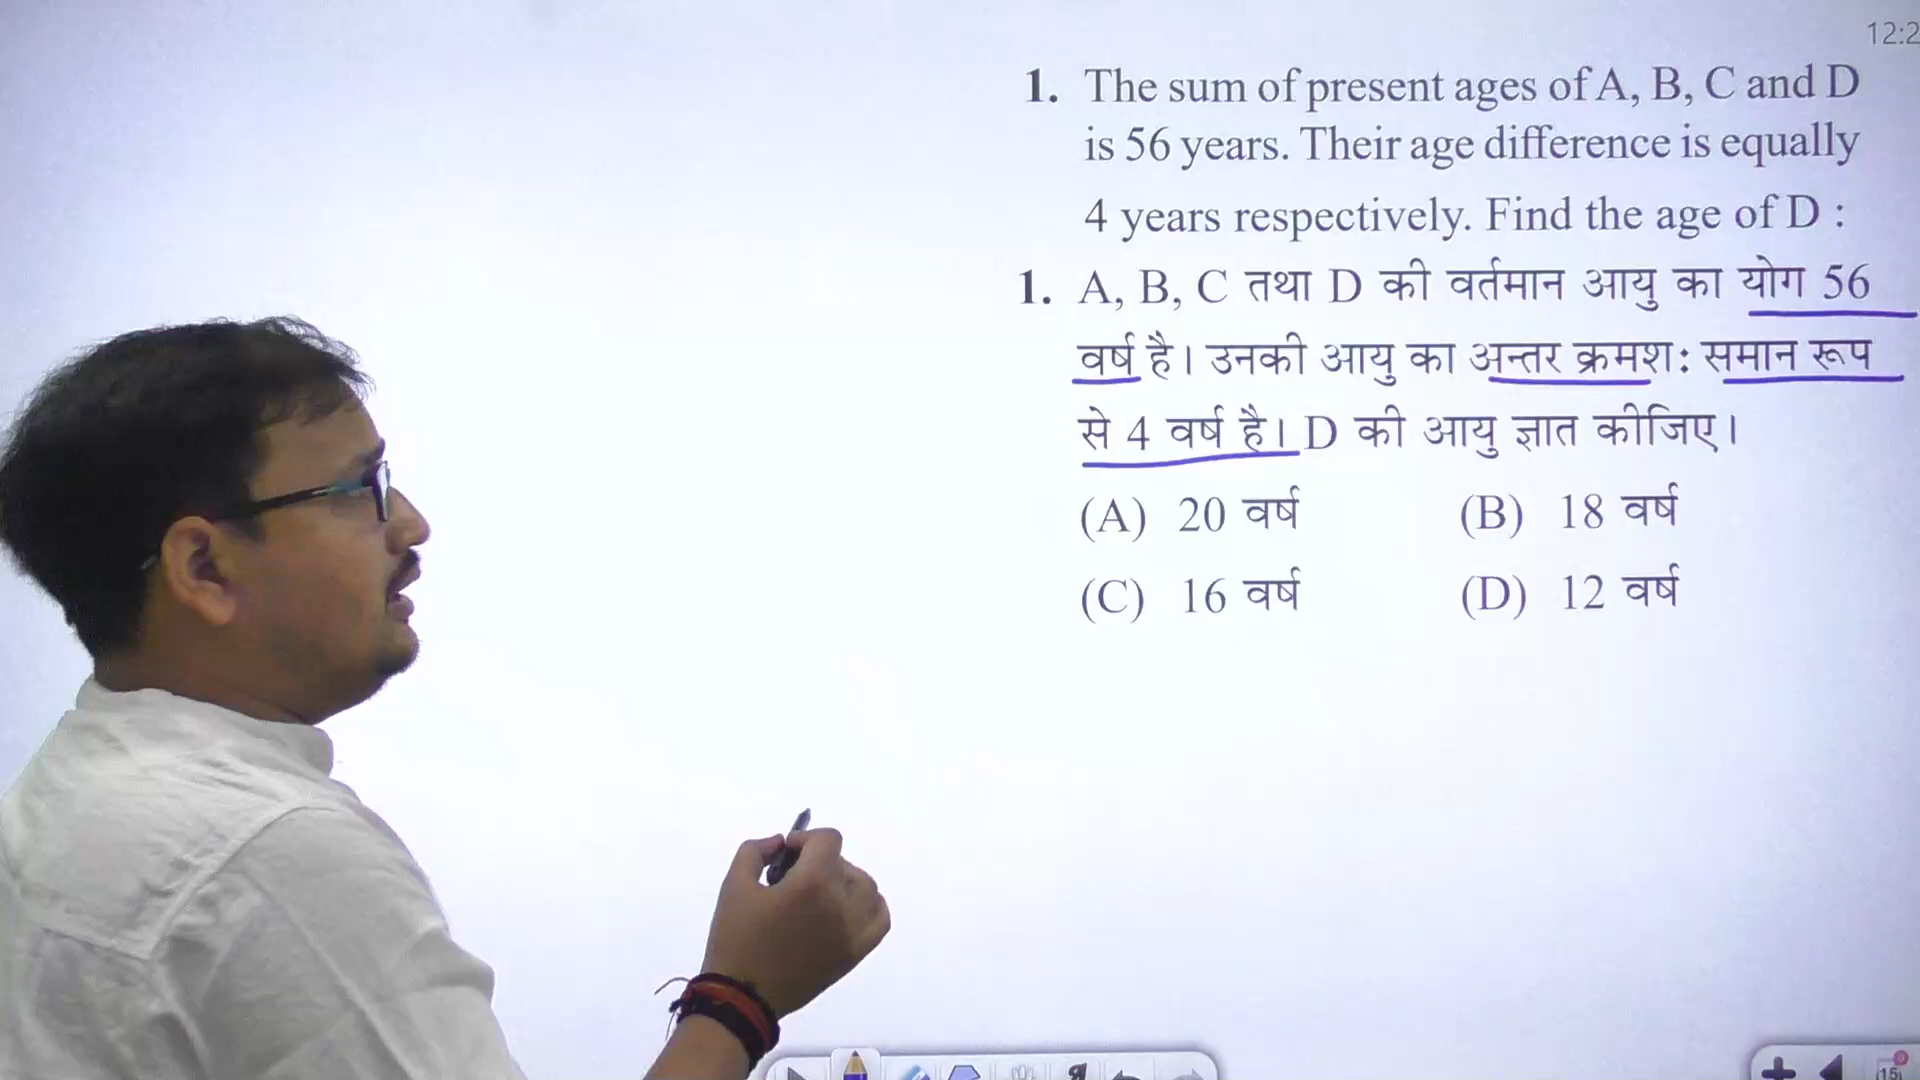 12:2
1. The sum of present ages of A, B, C and D
is 56 years. Their age difference is equally
4 years respectively. Find the age of D :
1. A, B, C तथा D की वर्तमान आयु का योग 56
वर्ष है। उनकी आयु का अन्तर क्रमशः समान रूप
से 4 वर्ष है। D की आयु ज्ञात कीजिए।
(A) 20 वर्ष (B) 18 वर्ष
(C) 16 वर्ष (D) 12 वर्ष
15